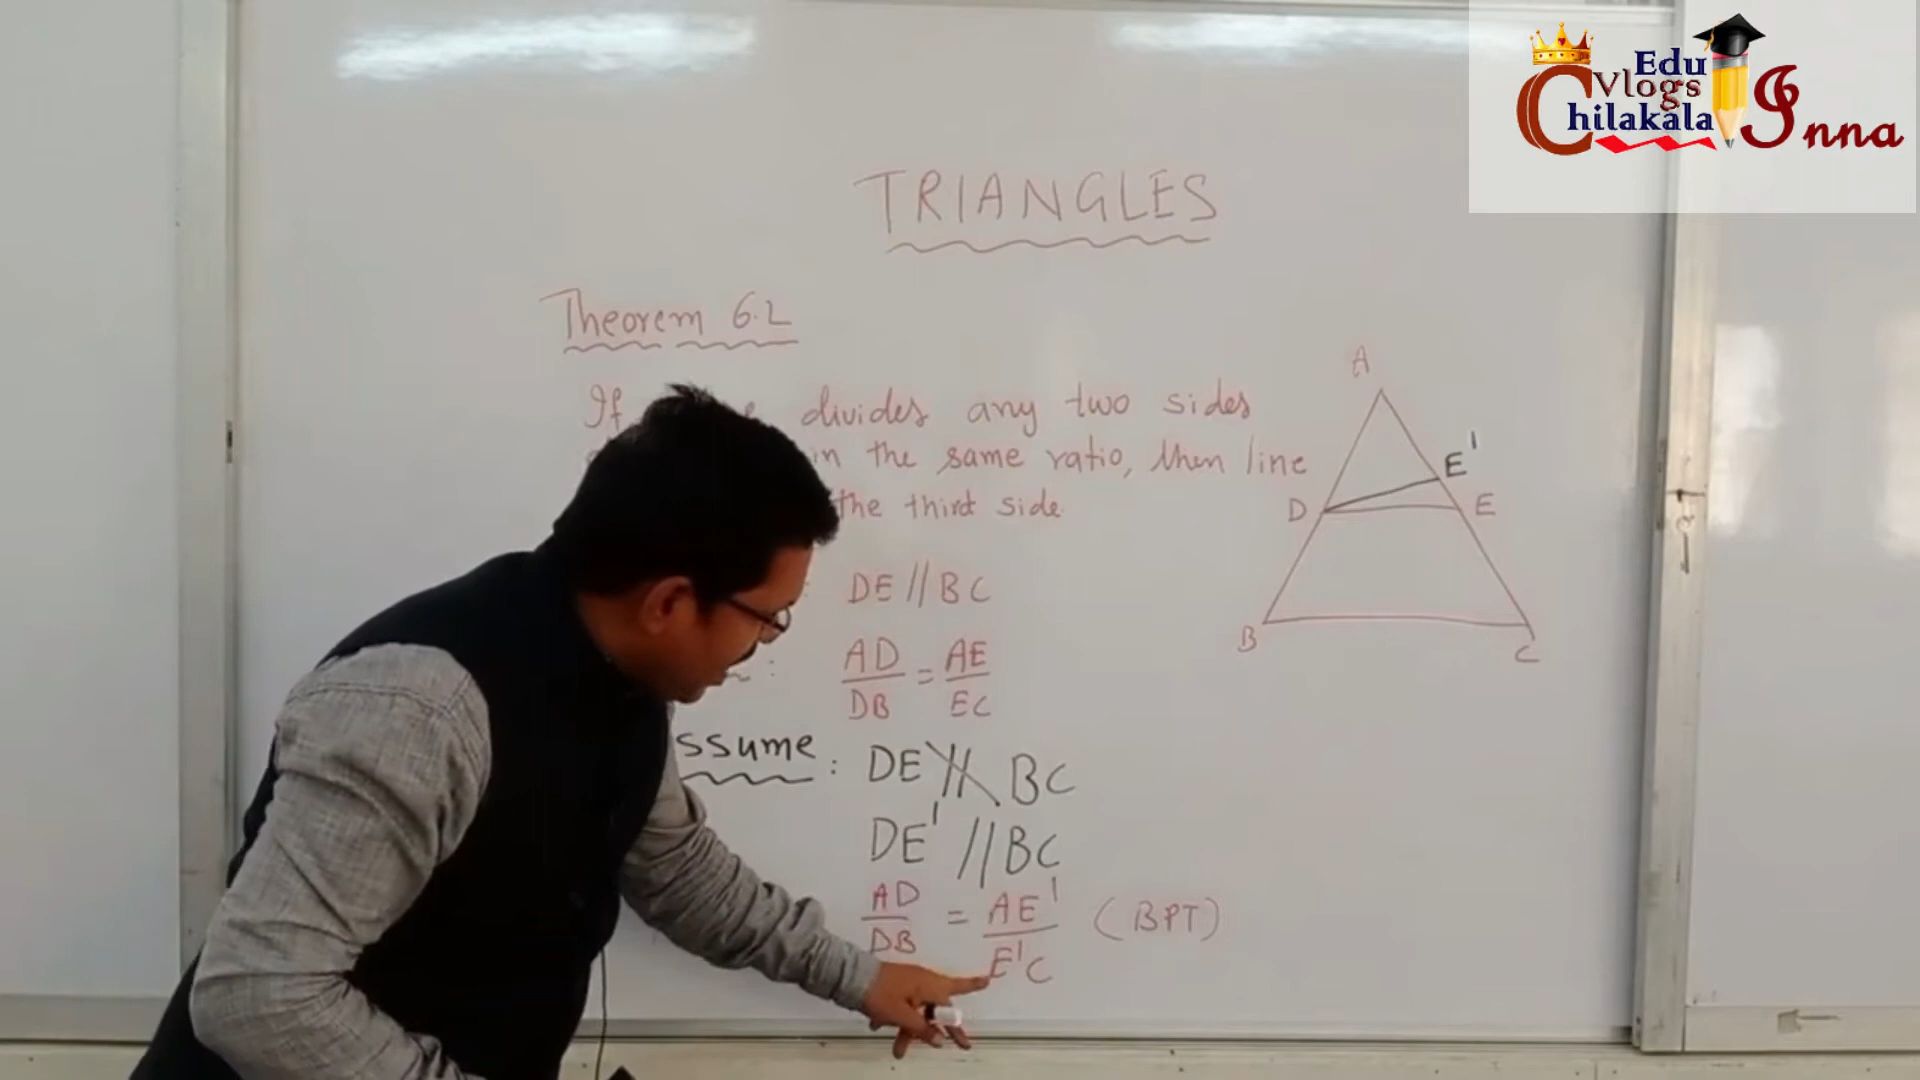 Edu
Vlogs
Chilakala Inna
TRIANGLES
Theorem 6.2
If divides any two sides
in the same ratio, then line
the third side
A
E'
D E
B C
DE // BC
: AD/DB = AE/EC
ssume : DE ∦ BC
DE' // BC
AD/DB = AE'/E'C (BPT)